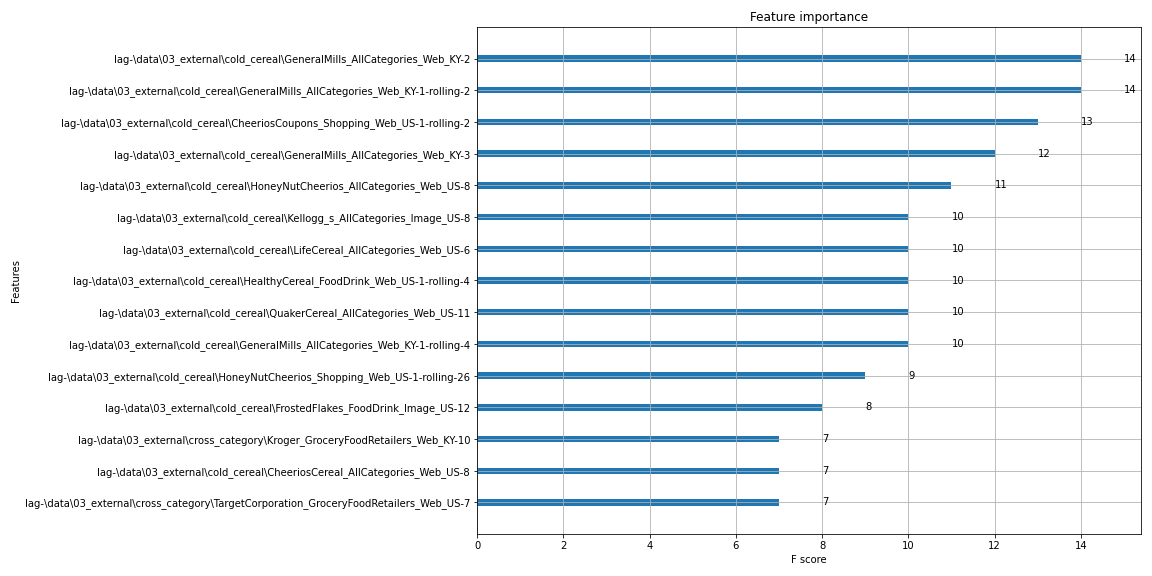 Feature importance
Features
lag-\data\03_external\cold_cereal\GeneralMills_AllCategories_Web_KY-2 14
lag-\data\03_external\cold_cereal\GeneralMills_AllCategories_Web_KY-1-rolling-2 14
lag-\data\03_external\cold_cereal\CheeriosCoupons_Shopping_Web_US-1-rolling-2 13
lag-\data\03_external\cold_cereal\GeneralMills_AllCategories_Web_KY-3 12
lag-\data\03_external\cold_cereal\HoneyNutCheerios_AllCategories_Web_US-8 11
lag-\data\03_external\cold_cereal\Kellogg_s_AllCategories_Image_US-8 10
lag-\data\03_external\cold_cereal\LifeCereal_AllCategories_Web_US-6 10
lag-\data\03_external\cold_cereal\HealthyCereal_FoodDrink_Web_US-1-rolling-4 10
lag-\data\03_external\cold_cereal\QuakerCereal_AllCategories_Web_US-11 10
lag-\data\03_external\cold_cereal\GeneralMills_AllCategories_Web_KY-1-rolling-4 10
lag-\data\03_external\cold_cereal\HoneyNutCheerios_Shopping_Web_US-1-rolling-26 9
lag-\data\03_external\cold_cereal\FrostedFlakes_FoodDrink_Image_US-12 8
lag-\data\03_external\cross_category\Kroger_GroceryFoodRetailers_Web_KY-10 7
lag-\data\03_external\cold_cereal\CheeriosCereal_AllCategories_Web_US-8 7
lag-\data\03_external\cross_category\TargetCorporation_GroceryFoodRetailers_Web_US-7 7
0 2 4 6 8 10 12 14
F score